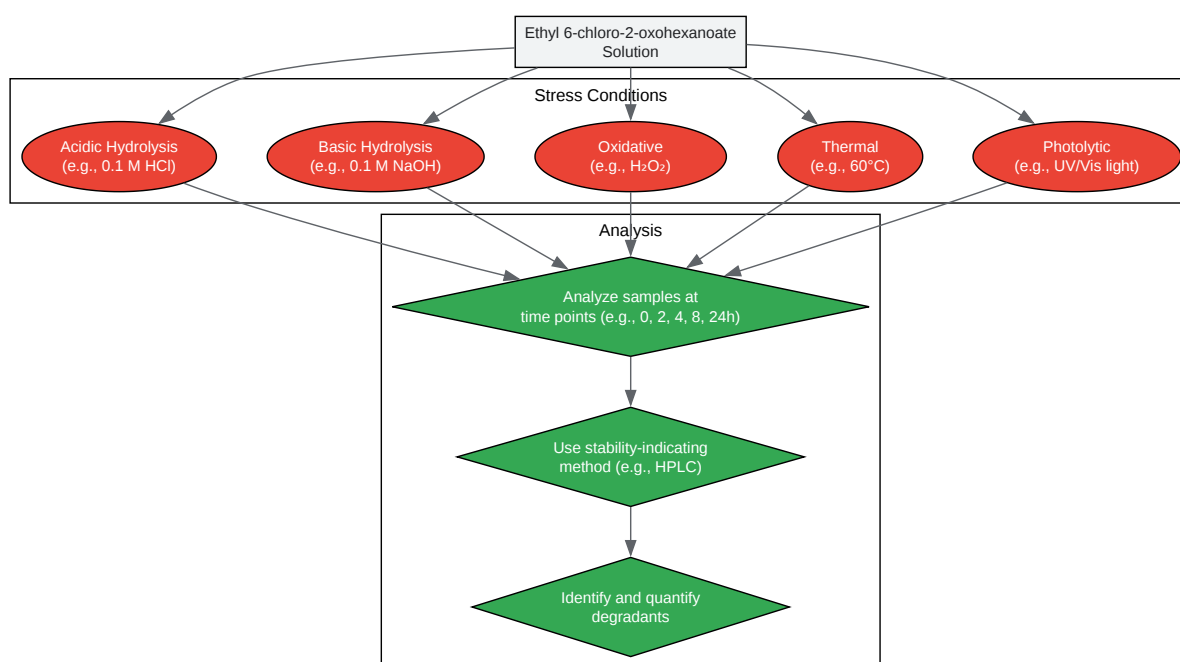 Ethyl 6-chloro-2-oxohexanoate
Solution
Stress Conditions
Acidic Hydrolysis
(e.g., 0.1 M HCl)
Basic Hydrolysis
(e.g., 0.1 M NaOH)
Oxidative
(e.g., H₂O₂)
Thermal
(e.g., 60°C)
Photolytic
(e.g., UV/Vis light)
Analysis
Analyze samples at
time points (e.g., 0, 2, 4, 8, 24h)
Use stability-indicating
method (e.g., HPLC)
Identify and quantify
degradants